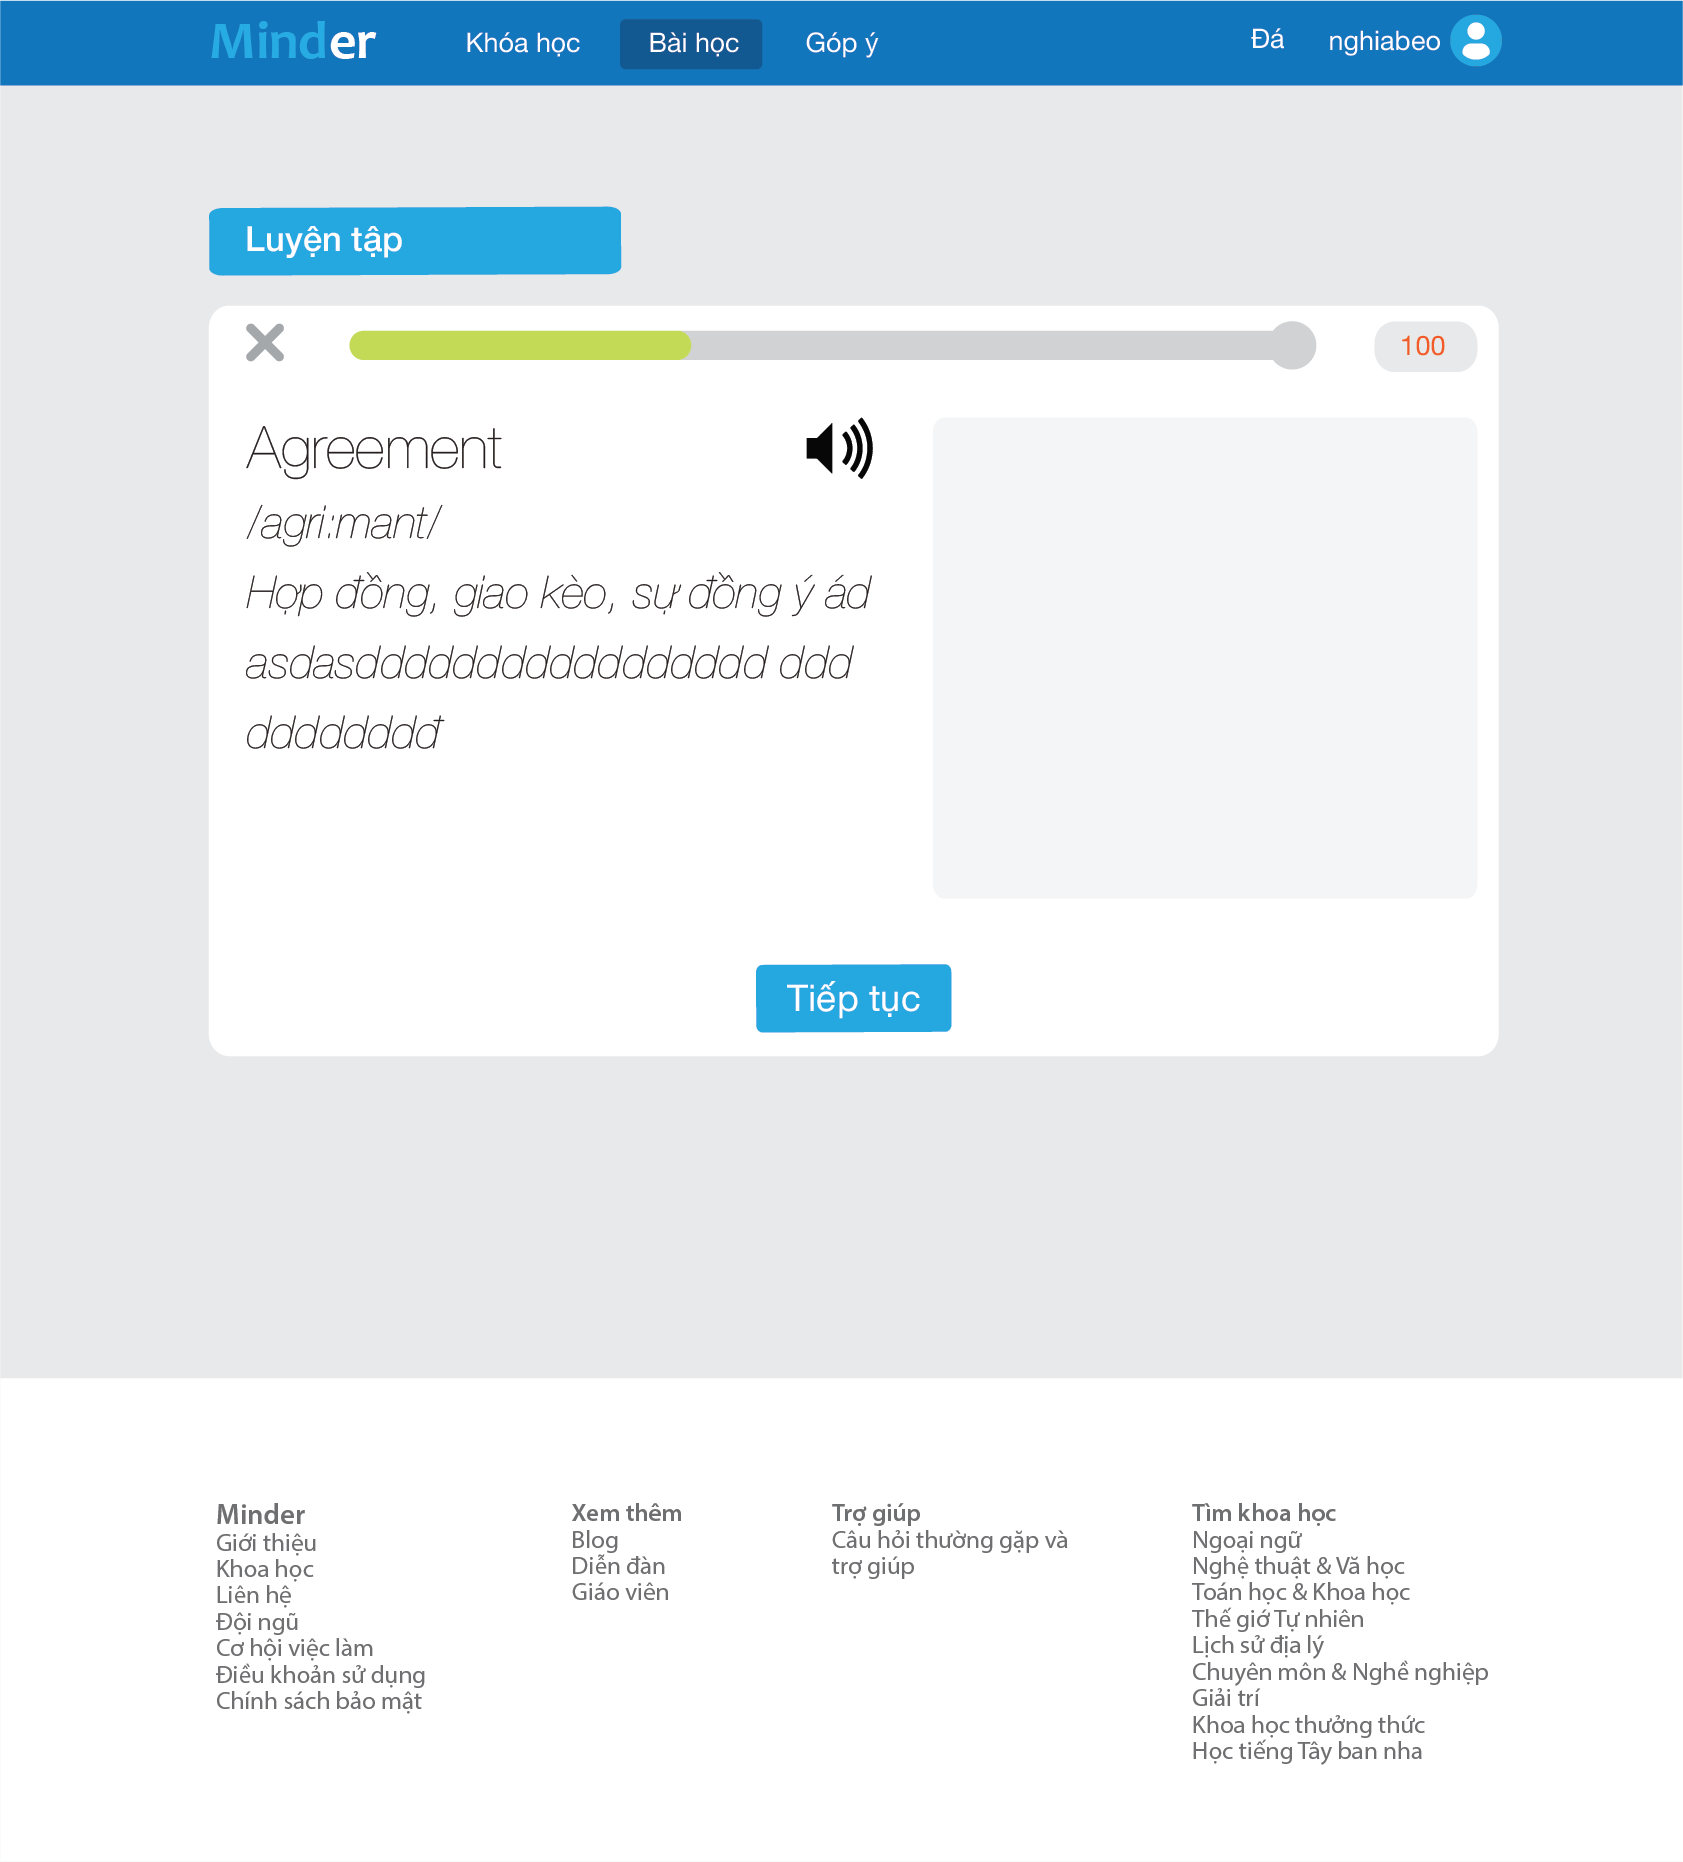 Minder
Khóa học
Bài học
Góp ý
Đá
nghiabeo
Luyện tập
100
Agreement
/agri:mant/
Hợp đồng, giao kèo, sự đồng ý ád
asdasddddddddddddddddd ddd
dddddddđ
Tiếp tục
Minder
Giới thiệu
Khoa học
Liên hệ
Đội ngũ
Cơ hội việc làm
Điều khoản sử dụng
Chính sách bảo mật
Xem thêm
Blog
Diễn đàn
Giáo viên
Trợ giúp
Câu hỏi thường gặp và
trợ giúp
Tìm khoa học
Ngoại ngữ
Nghệ thuật & Vă học
Toán học & Khoa học
Thế giớ Tự nhiên
Lịch sử địa lý
Chuyên môn & Nghề nghiệp
Giải trí
Khoa học thưởng thức
Học tiếng Tây ban nha